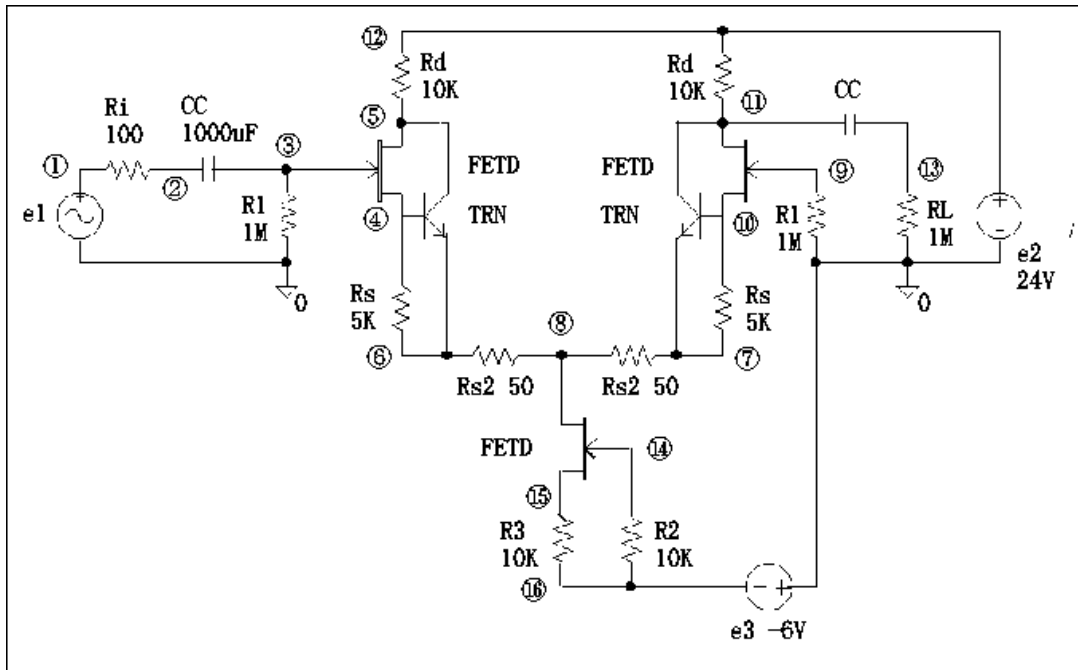 ⑫
Rd
10K
Rd
10K
CC
⑪
Ri
100
CC
1000uF
③
⑤
①
②
FETD
FETD
⑨
⑬
e1
R1
1M
④
TRN
TRN
⑩
R1
1M
RL
1M
e2
24V
0
0
Rs
5K
Rs
5K
⑧
⑥
⑦
Rs2 50
Rs2 50
FETD
⑭
⑮
R3
10K
R2
10K
⑯
e3 -6V